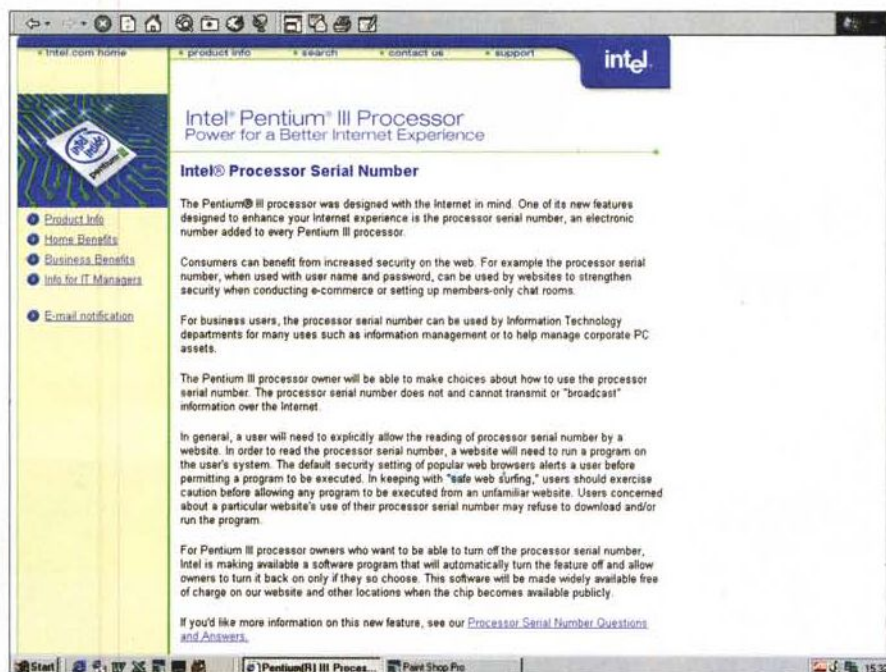 Intel.com home
product info
search
contact us
support
intel.
Intel® Pentium® III Processor
Power for a Better Internet Experience
intel inside
pentium III
Product Info
Home Benefits
Business Benefits
Info for IT Managers
E-mail notification
Intel® Processor Serial Number
The Pentium® III processor was designed with the Internet in mind. One of its new features
designed to enhance your Internet experience is the processor serial number, an electronic
number added to every Pentium III processor.
Consumers can benefit from increased security on the web. For example the processor serial
number, when used with user name and password, can be used by websites to strengthen
security when conducting e-commerce or setting up members-only chat rooms.
For business users, the processor serial number can be used by Information Technology
departments for many uses such as information management or to help manage corporate PC
assets.
The Pentium III processor owner will be able to make choices about how to use the processor
serial number. The processor serial number does not and cannot transmit or "broadcast"
information over the Internet.
In general, a user will need to explicitly allow the reading of processor serial number by a
website. In order to read the processor serial number, a website will need to run a program on
the user's system. The default security setting of popular web browsers alerts a user before
permitting a program to be executed. In keeping with "safe web surfing," users should exercise
caution before allowing any program to be executed from an unfamiliar website. Users concerned
about a particular website's use of their processor serial number may refuse to download and/or
run the program.
For Pentium III processor owners who want to be able to turn off the processor serial number,
Intel is making available a software program that will automatically turn the feature off and allow
owners to turn it back on only if they so choose. This software will be made widely available free
of charge on our website and other locations when the chip becomes available publicly.
If you'd like more information on this new feature, see our Processor Serial Number Questions
and Answers.
Start
Pentium(R) III Proces...
Paint Shop Pro
15.32